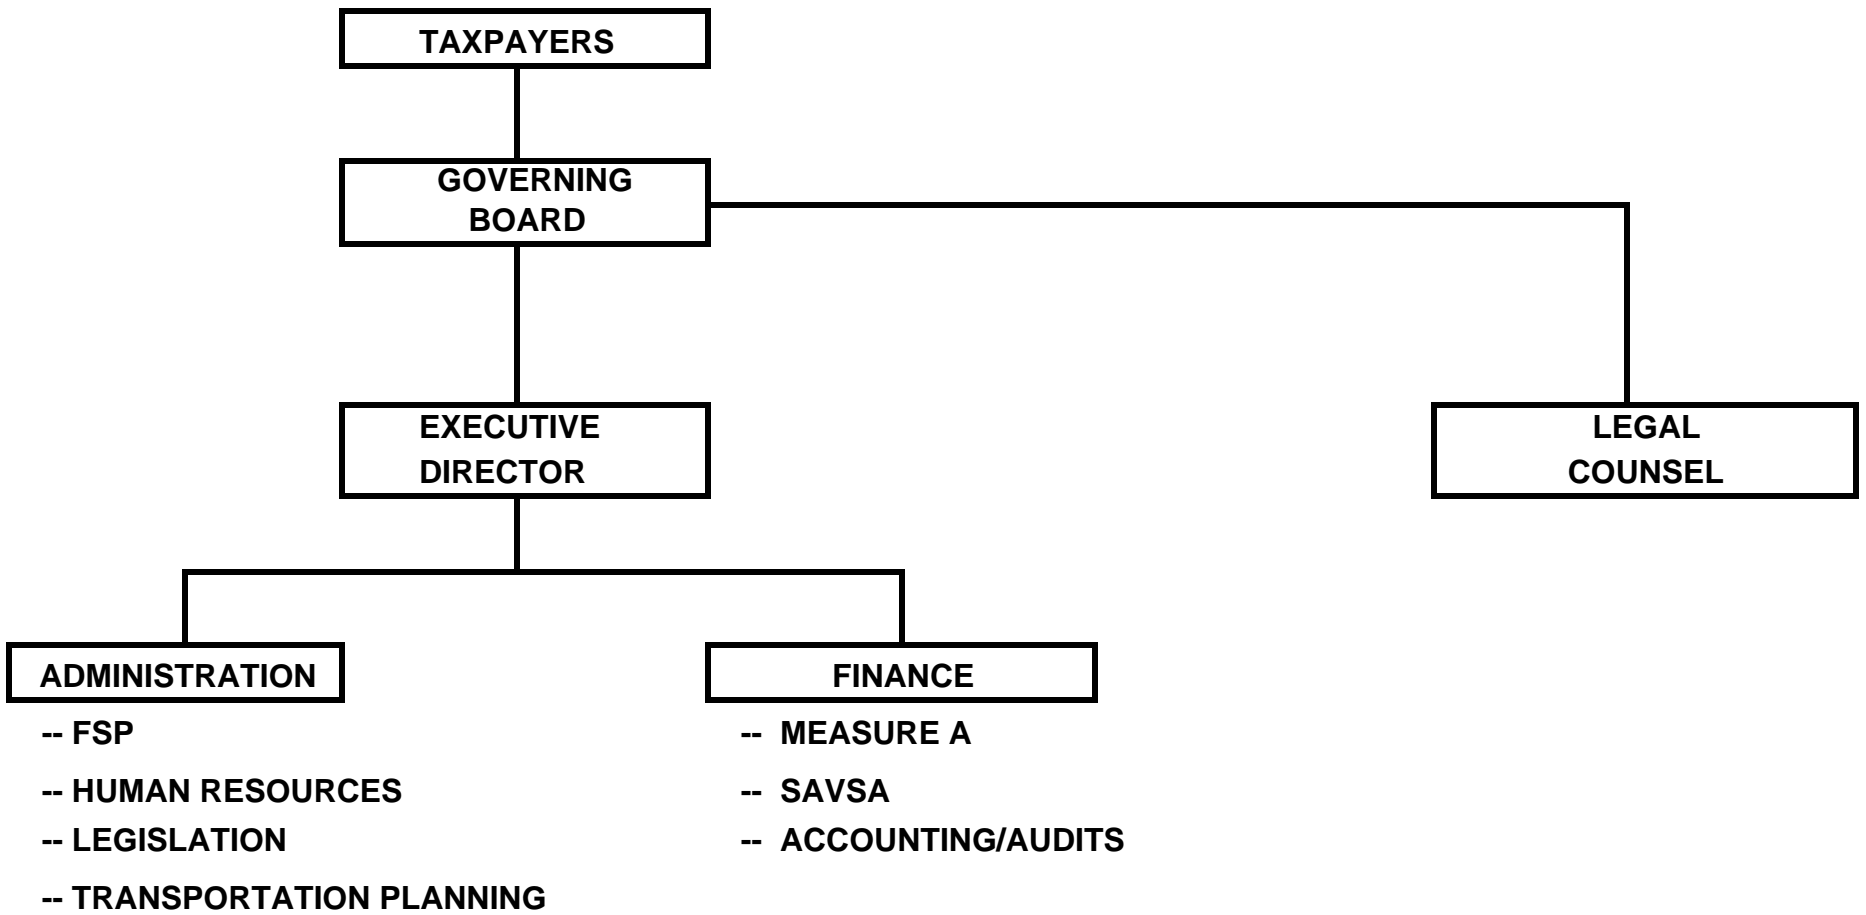 TAXPAYERS
GOVERNING
BOARD
EXECUTIVE
DIRECTOR
LEGAL
COUNSEL
ADMINISTRATION
-- FSP
-- HUMAN RESOURCES
-- LEGISLATION
-- TRANSPORTATION PLANNING
FINANCE
-- MEASURE A
-- SAVSA
-- ACCOUNTING/AUDITS